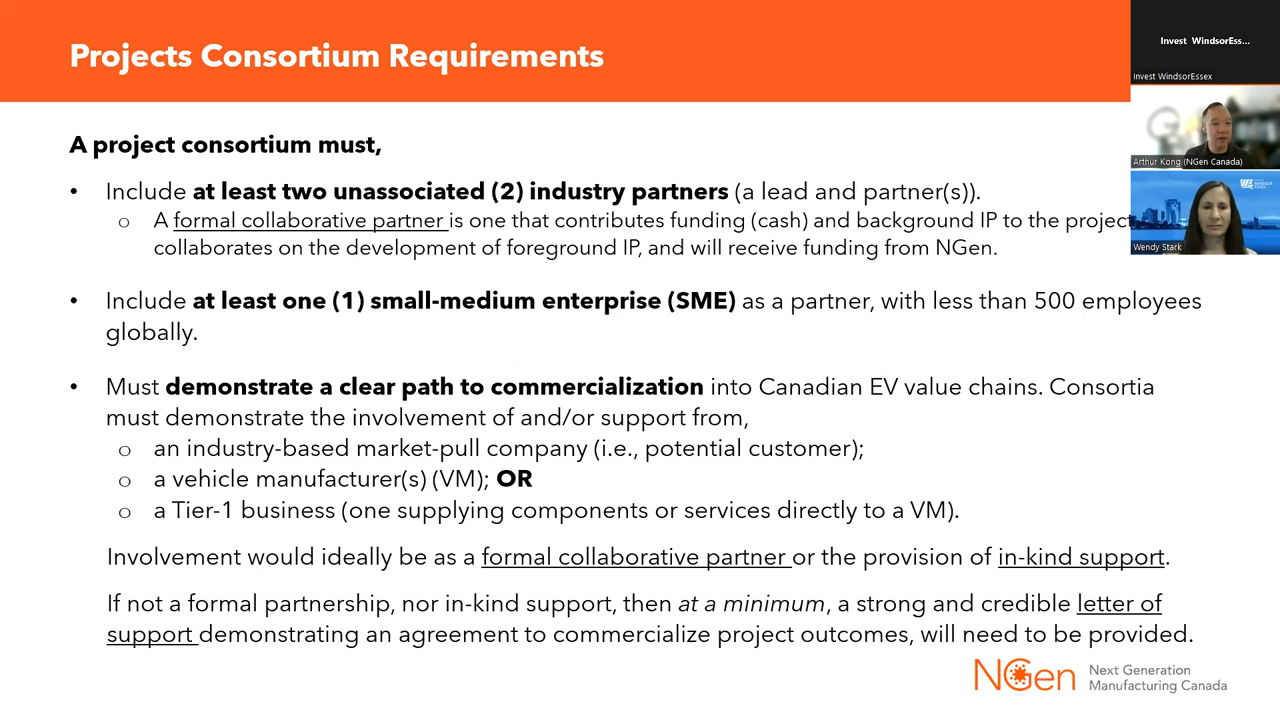 Projects Consortium Requirements
Invest WindsorEss...
Invest WindsorEssex
Arthur Kong (NGen Canada)
INVEST WINDSOR ESSEX
Wendy Stark
A project consortium must,
• Include at least two unassociated (2) industry partners (a lead and partner(s)).
o A formal collaborative partner is one that contributes funding (cash) and background IP to the project
collaborates on the development of foreground IP, and will receive funding from NGen.
• Include at least one (1) small-medium enterprise (SME) as a partner, with less than 500 employees
globally.
• Must demonstrate a clear path to commercialization into Canadian EV value chains. Consortia
must demonstrate the involvement of and/or support from,
o an industry-based market-pull company (i.e., potential customer);
o a vehicle manufacturer(s) (VM); OR
o a Tier-1 business (one supplying components or services directly to a VM).
Involvement would ideally be as a formal collaborative partner or the provision of in-kind support.
If not a formal partnership, nor in-kind support, then at a minimum, a strong and credible letter of
support demonstrating an agreement to commercialize project outcomes, will need to be provided.
NGen
Next Generation
Manufacturing Canada